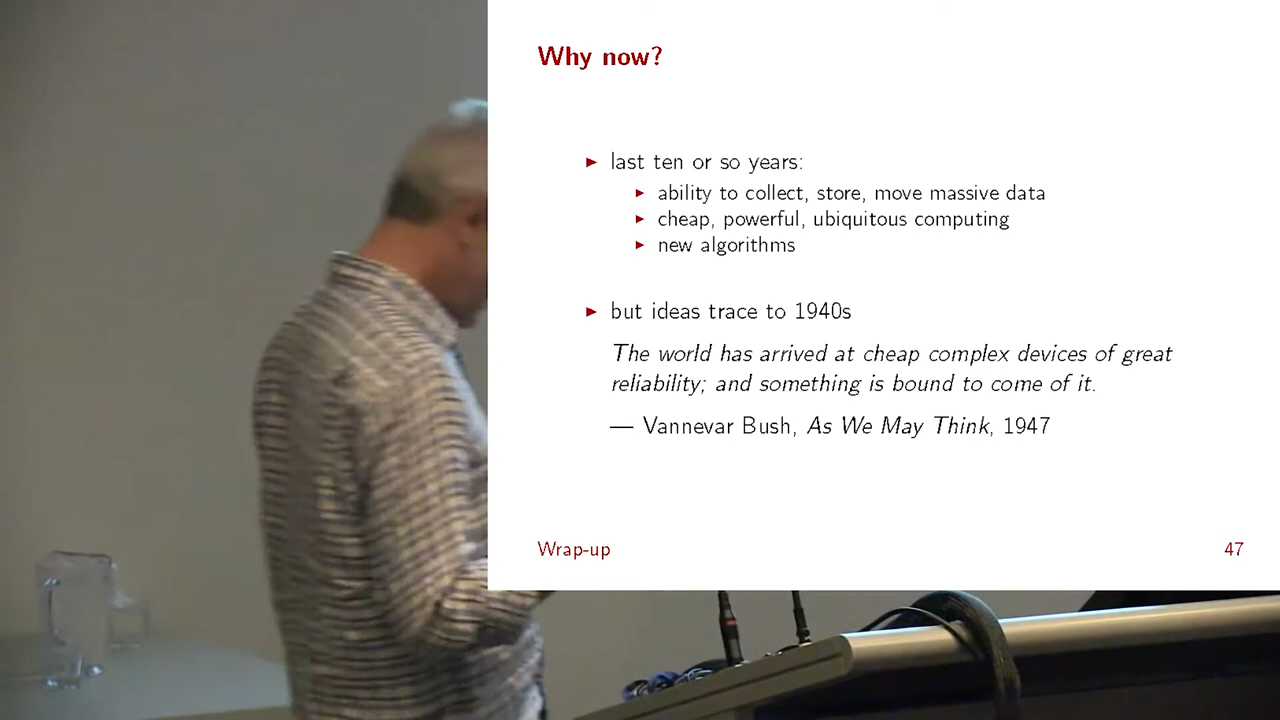 Why now?
▶ last ten or so years:
▶ ability to collect, store, move massive data
▶ cheap, powerful, ubiquitous computing
▶ new algorithms
▶ but ideas trace to 1940s
The world has arrived at cheap complex devices of great
reliability; and something is bound to come of it.
— Vannevar Bush, As We May Think, 1947
Wrap-up
47